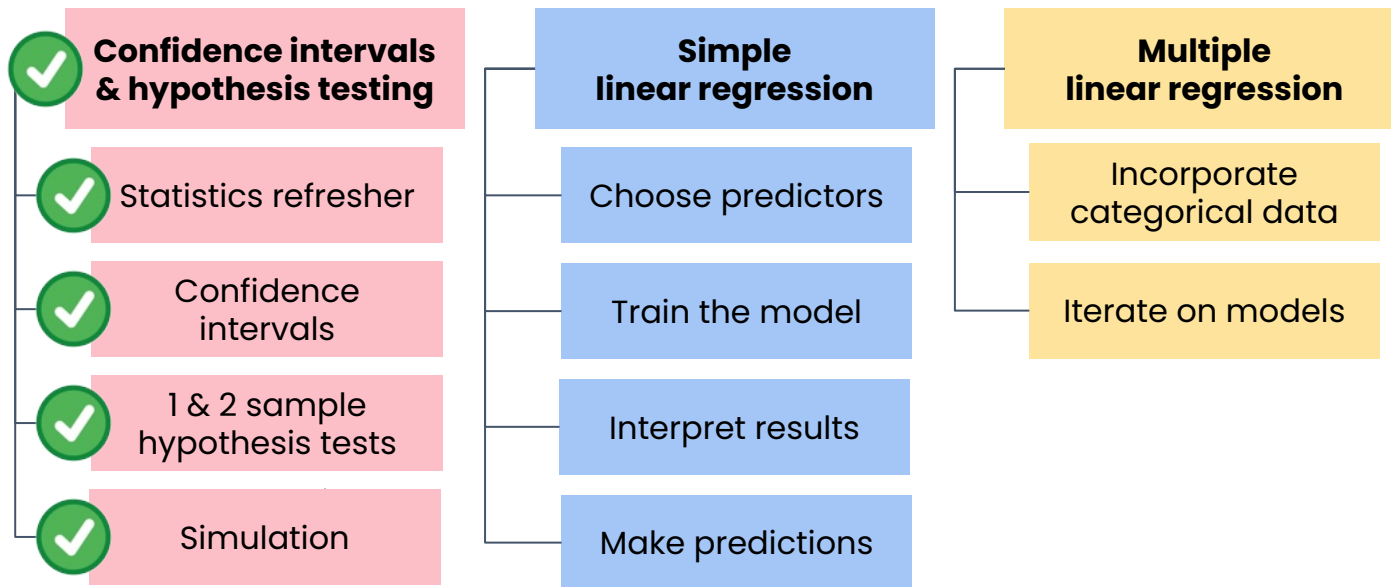 Confidence intervals
& hypothesis testing
Statistics refresher
Confidence
intervals
1 & 2 sample
hypothesis tests
Simulation
Simple
linear regression
Choose predictors
Train the model
Interpret results
Make predictions
Multiple
linear regression
Incorporate
categorical data
Iterate on models